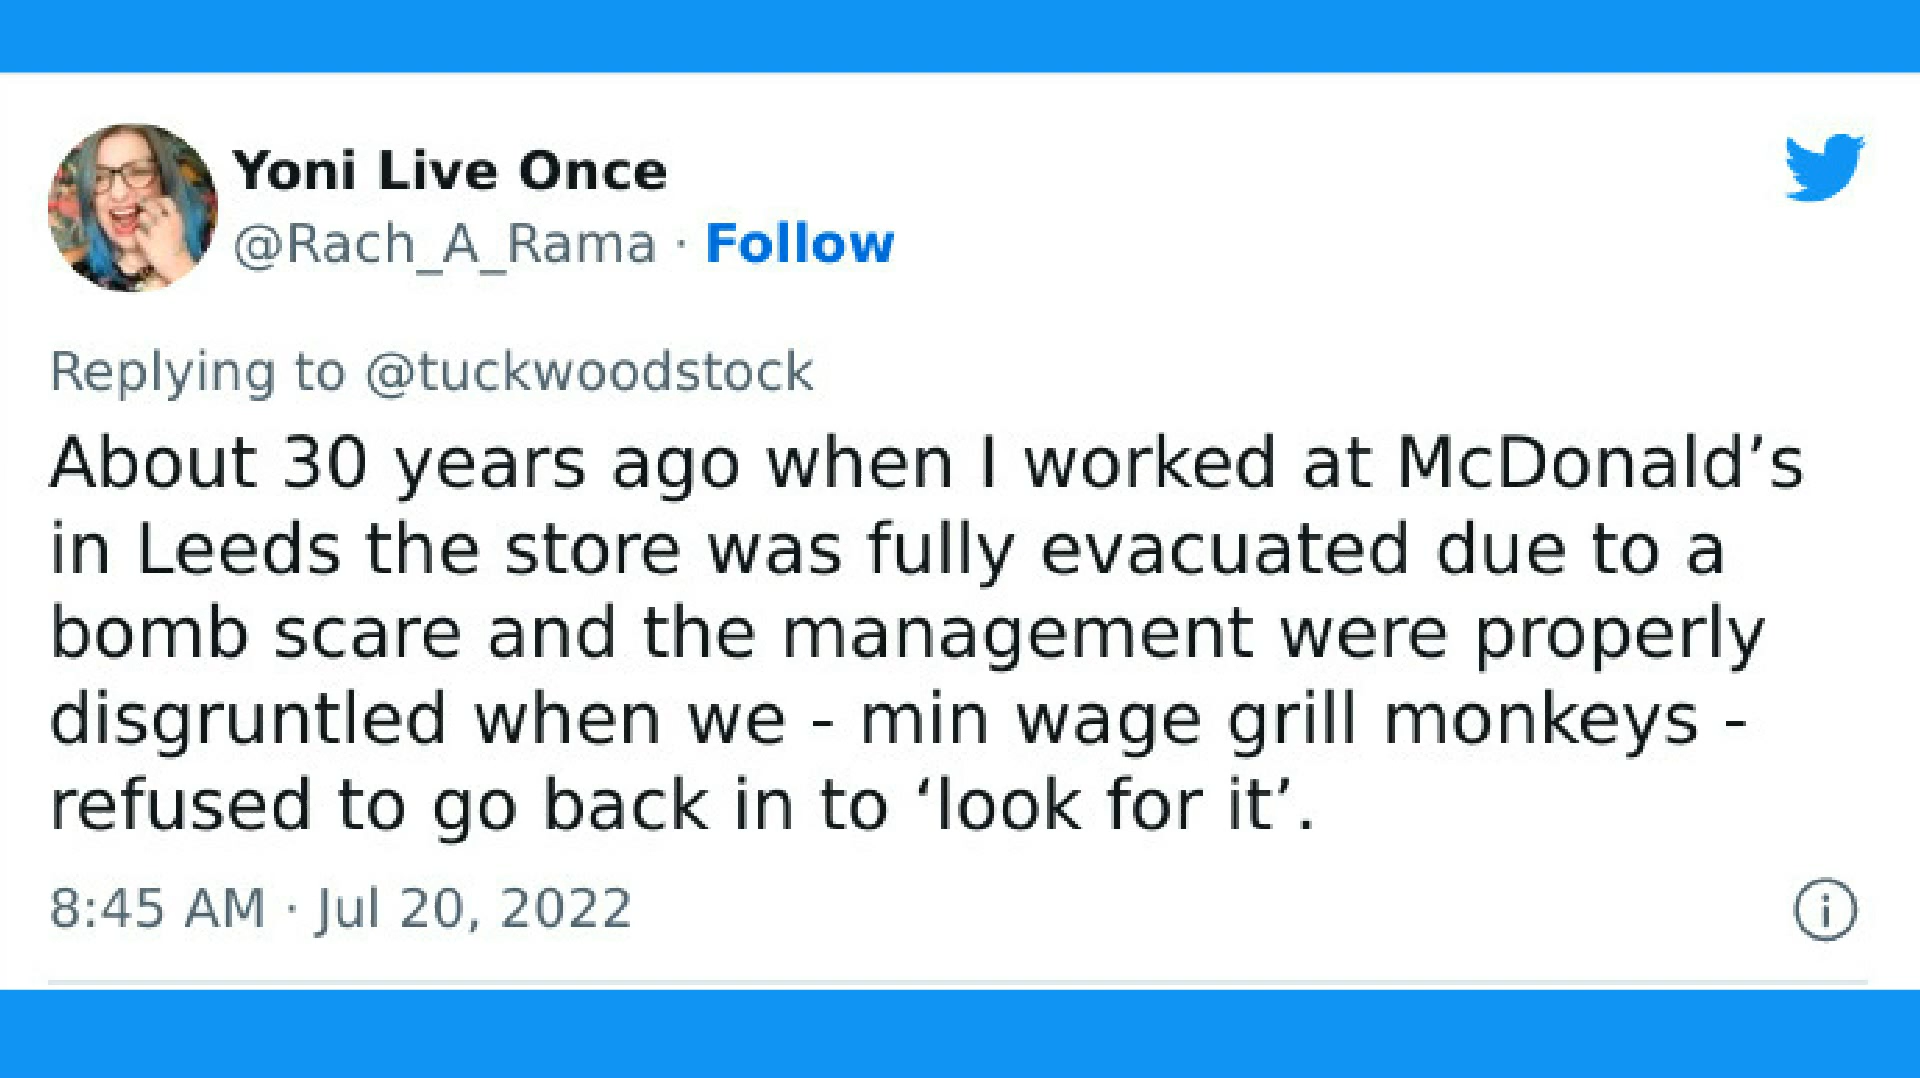 Yoni Live Once
@Rach_A_Rama · Follow
Replying to @tuckwoodstock
About 30 years ago when I worked at McDonald’s
in Leeds the store was fully evacuated due to a
bomb scare and the management were properly
disgruntled when we - min wage grill monkeys -
refused to go back in to ‘look for it’.
8:45 AM · Jul 20, 2022